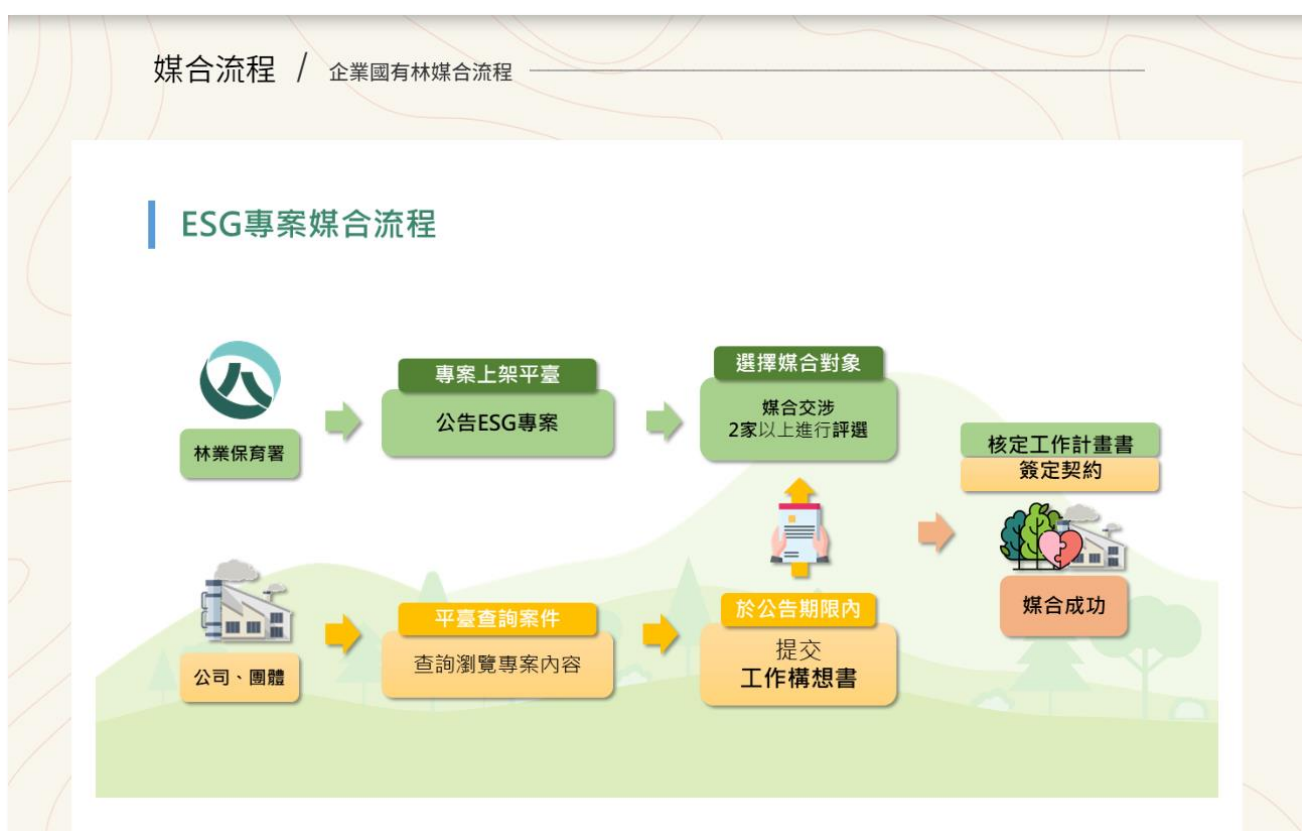 媒合流程 / 企業國有林媒合流程
ESG專案媒合流程
林業保育署
專案上架平臺
公告ESG專案
選擇媒合對象
媒合交涉
2家以上進行評選
公司、團體
平臺查詢案件
查詢瀏覽專案內容
於公告期限內
提交
工作構想書
核定工作計畫書
簽定契約
媒合成功